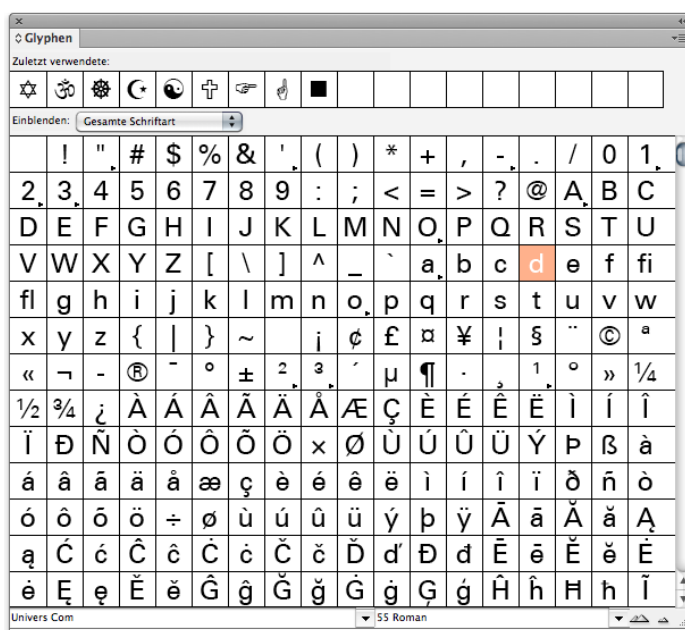 Glyphen
Zuletzt verwendete:
✡ ॐ ☸ ☪ ☯ ✞ ☞ ☝ ■
Einblenden: Gesamte Schriftart
! " # $ % & ' ( ) * + , - . / 0 1
2 3 4 5 6 7 8 9 : ; < = > ? @ A B C
D E F G H I J K L M N O P Q R S T U
V W X Y Z [ \ ] ^ _ ` a b c d e f fi
fl g h i j k l m n o p q r s t u v w
x y z { | } ~ ¡ ¢ £ ¤ ¥ ¦ § ¨ © ª
« ¬ - ® ¯ ° ± ² ³ ´ µ ¶ · ¸ ¹ º » ¼
½ ¾ ¿ À Á Â Ã Ä Å Æ Ç È É Ê Ë Ì Í Î
Ï Ð Ñ Ò Ó Ô Õ Ö × Ø Ù Ú Û Ü Ý Þ ß à
á â ã ä å æ ç è é ê ë ì í î ï ð ñ ò
ó ô õ ö ÷ ø ù ú û ü ý þ ÿ Ā ā Ă ă Ą
ą Ć ć Ĉ ĉ Ċ ċ Č č Ď ď Đ đ Ē ē Ĕ ĕ Ė
ė Ę ę Ě ě Ĝ ĝ Ğ ğ Ġ ġ Ģ ģ Ĥ ĥ Ħ ħ Ĩ
Univers Com 55 Roman